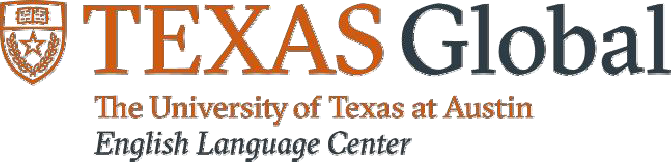 TEXAS Global
The University of Texas at Austin
English Language Center